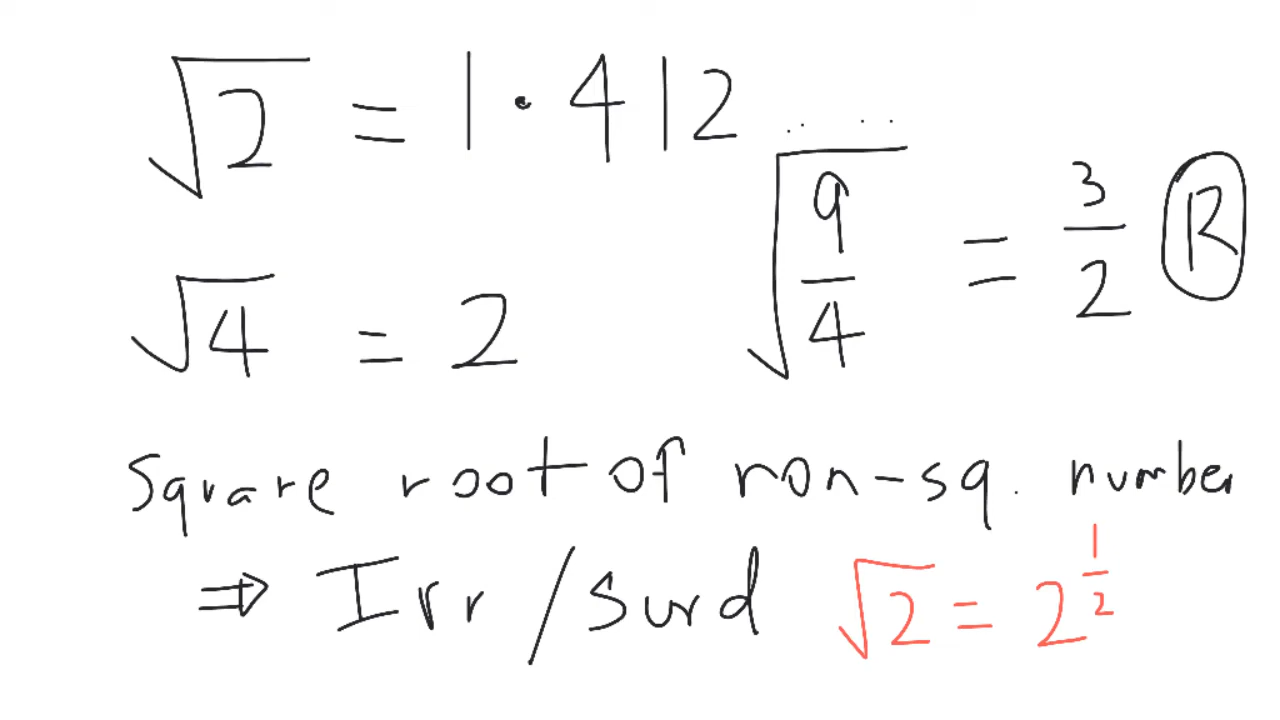 √2 = 1.412.....
√(9/4) = 3/2 R
√4 = 2
Square root of non-sq. number
⇒ Irr/Surd √2 = 2^(1/2)